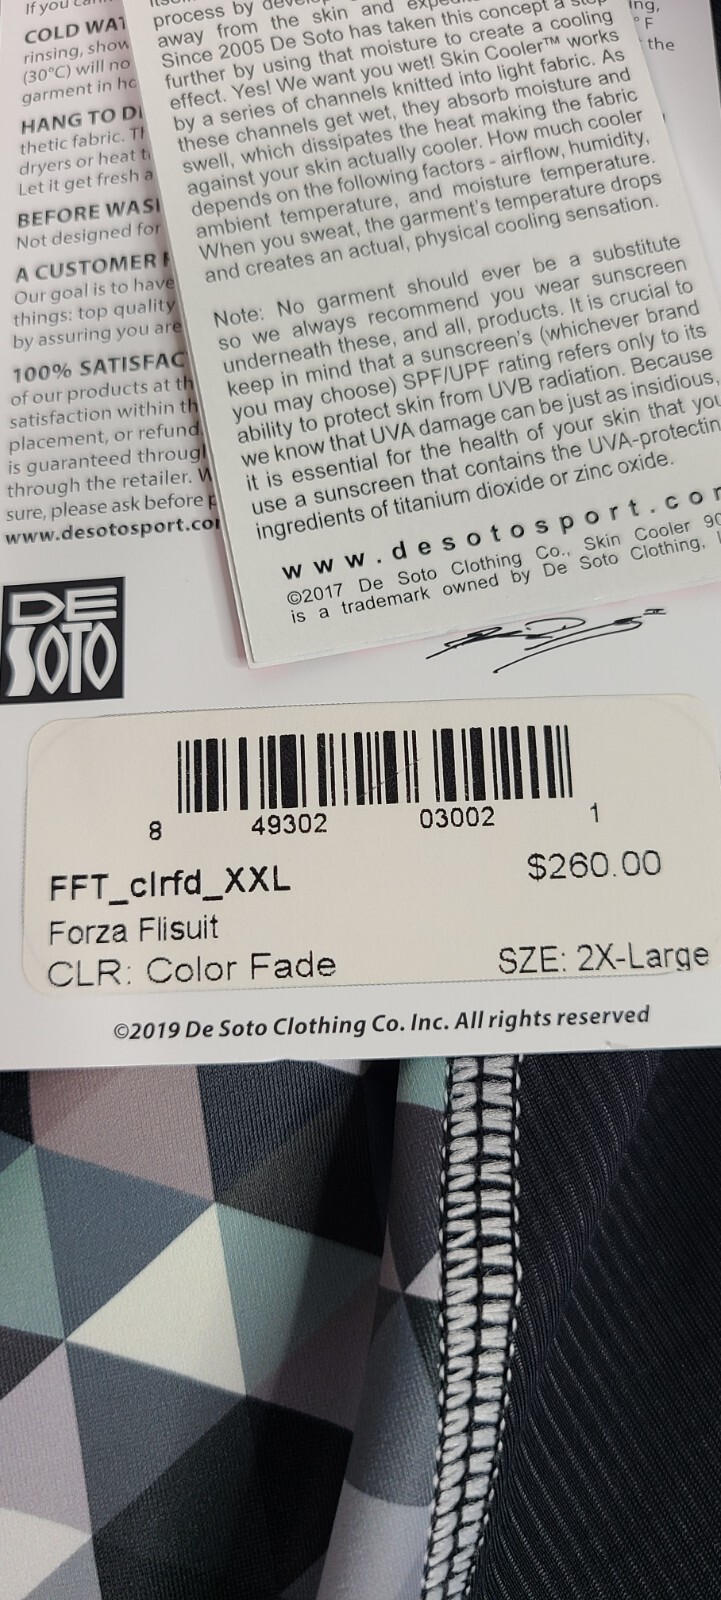 If you can
COLD WAT
rinsing, show
(30°C) will no
garment in ho
HANG TO D
thetic fabric. Th
dryers or heat t
Let it get fresh a
BEFORE WASH
Not designed for
A CUSTOMER
Our goal is to have
things: top quality
by assuring you are
100% SATISFAC
of our products at th
satisfaction within th
placement, or refund
is guaranteed throug
through the retailer. W
sure, please ask before p
www.desotosport.co
process by
away from the skin and
Since 2005 De Soto has taken this concept a step
further by using that moisture to create a cooling
effect. Yes! We want you wet! Skin Cooler™ works
by a series of channels knitted into light fabric. As
these channels get wet, they absorb moisture and
swell, which dissipates the heat making the fabric
against your skin actually cooler. How much cooler
depends on the following factors - airflow, humidity,
ambient temperature, and moisture temperature.
When you sweat, the garment's temperature drops
and creates an actual, physical cooling sensation.
Note: No garment should ever be a substitute
so we always recommend you wear sunscreen
underneath these, and all, products. It is crucial to
keep in mind that a sunscreen's (whichever brand
you may choose) SPF/UPF rating refers only to its
ability to protect skin from UVB radiation. Because
we know that UVA damage can be just as insidious,
it is essential for the health of your skin that you
use a sunscreen that contains the UVA-protectin
ingredients of titanium dioxide or zinc oxide.
www.desotosport.com
©2017 De Soto Clothing Co., Skin Cooler 90
is a trademark owned by De Soto Clothing, I
ing,
°F
the
DE
SOTO
8 49302 03002 1
FFT_clrfd_XXL $260.00
Forza Flisuit
CLR: Color Fade SZE: 2X-Large
©2019 De Soto Clothing Co. Inc. All rights reserved